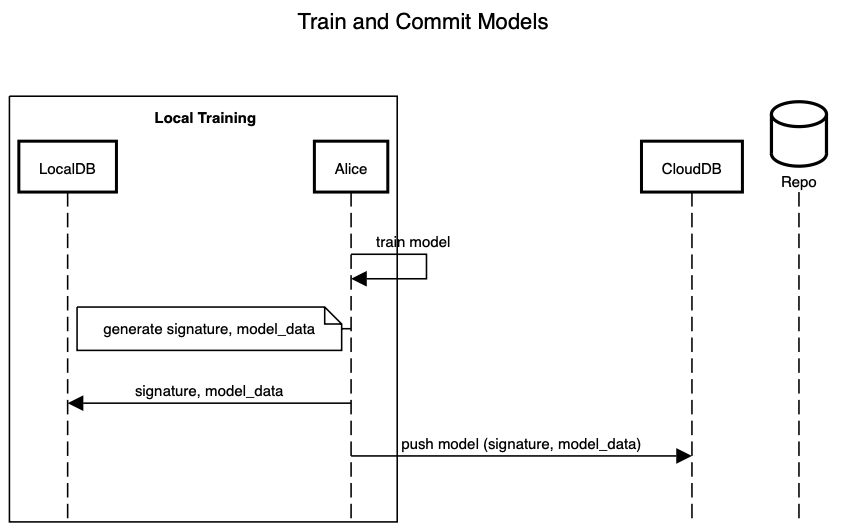 Train and Commit Models
Local Training
LocalDB
Alice
CloudDB
Repo
train model
generate signature, model_data
signature, model_data
push model (signature, model_data)